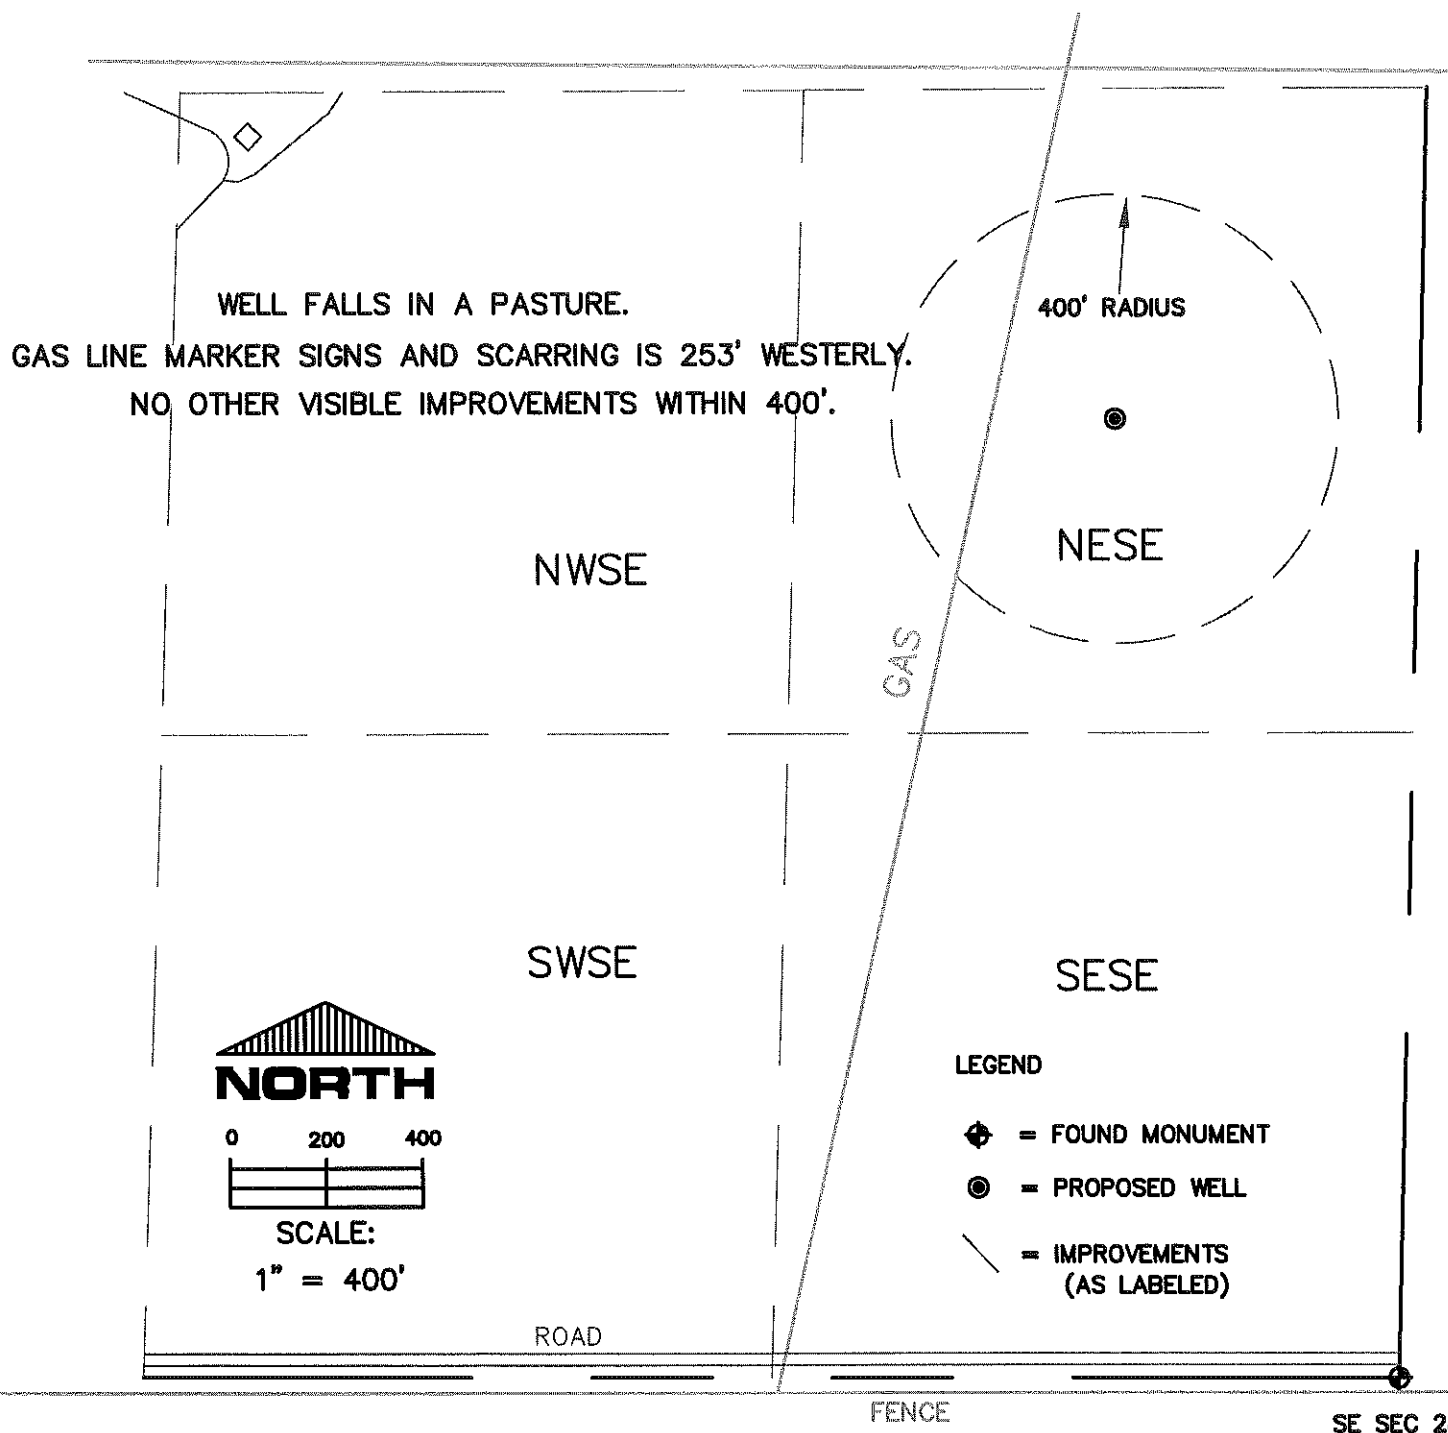 WELL FALLS IN A PASTURE.
GAS LINE MARKER SIGNS AND SCARRING IS 253' WESTERLY.
NO OTHER VISIBLE IMPROVEMENTS WITHIN 400'.
400' RADIUS
NWSE
NESE
GAS
SWSE
SESE
NORTH
0 200 400
SCALE:
1" = 400'
LEGEND
= FOUND MONUMENT
= PROPOSED WELL
= IMPROVEMENTS
(AS LABELED)
ROAD
FENCE
SE SEC 2